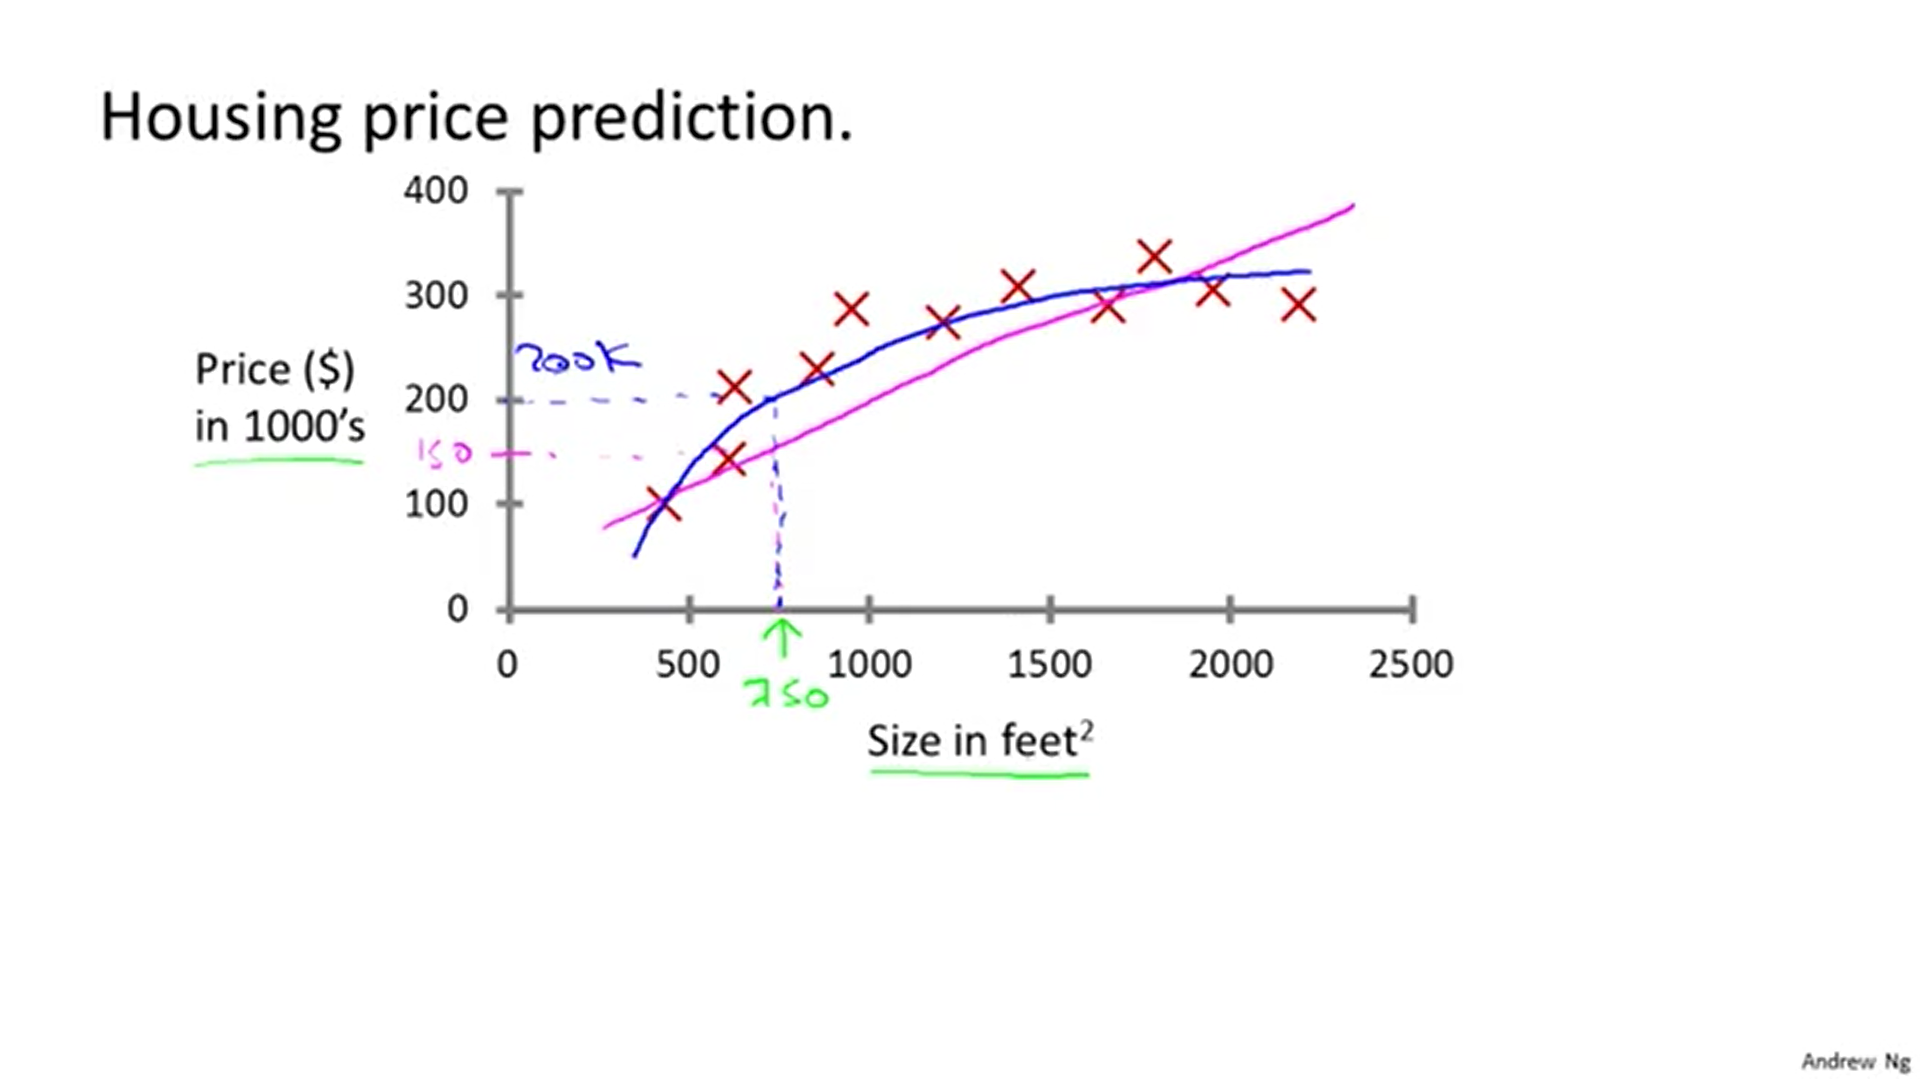 Housing price prediction.
400
300
200K
Price ($)
in 1000's
200
150
100
0
0 500 1000 1500 2000 2500
750
Size in feet²
Andrew Ng